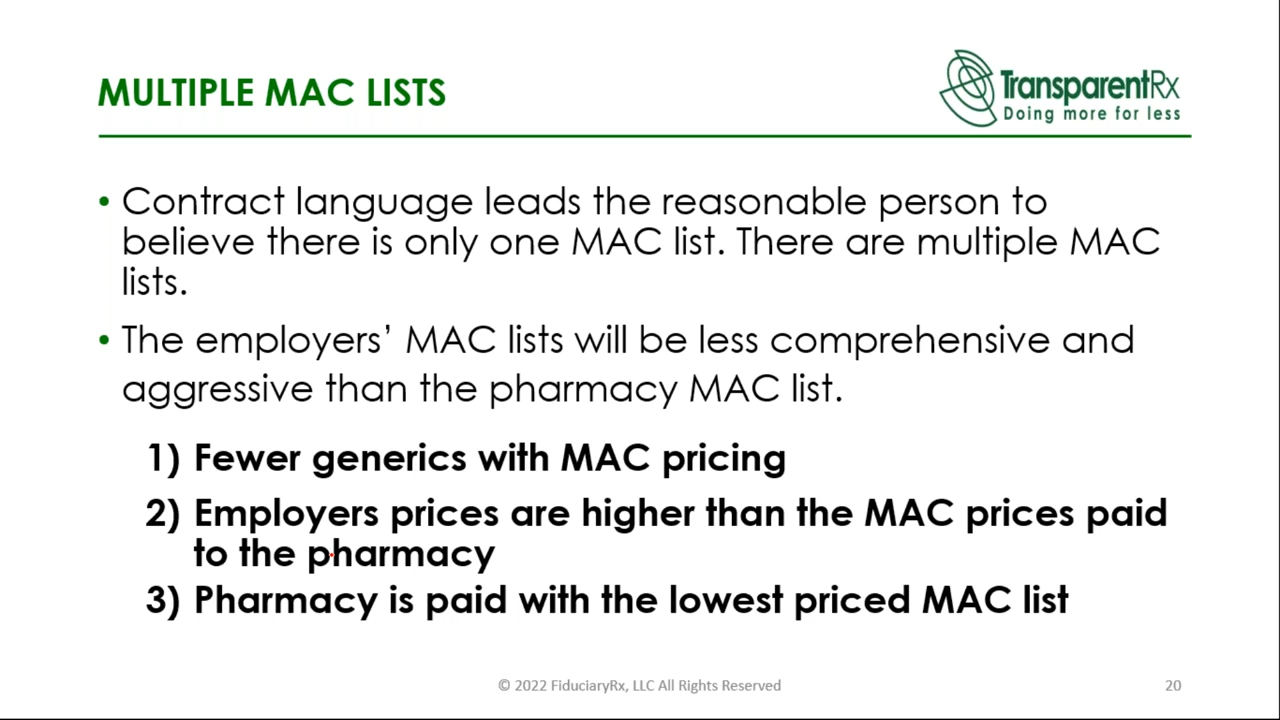 MULTIPLE MAC LISTS
TransparentRx
Doing more for less
• Contract language leads the reasonable person to
believe there is only one MAC list. There are multiple MAC
lists.
• The employers’ MAC lists will be less comprehensive and
aggressive than the pharmacy MAC list.
1) Fewer generics with MAC pricing
2) Employers prices are higher than the MAC prices paid
to the pharmacy
3) Pharmacy is paid with the lowest priced MAC list
© 2022 FiduciaryRx, LLC All Rights Reserved
20